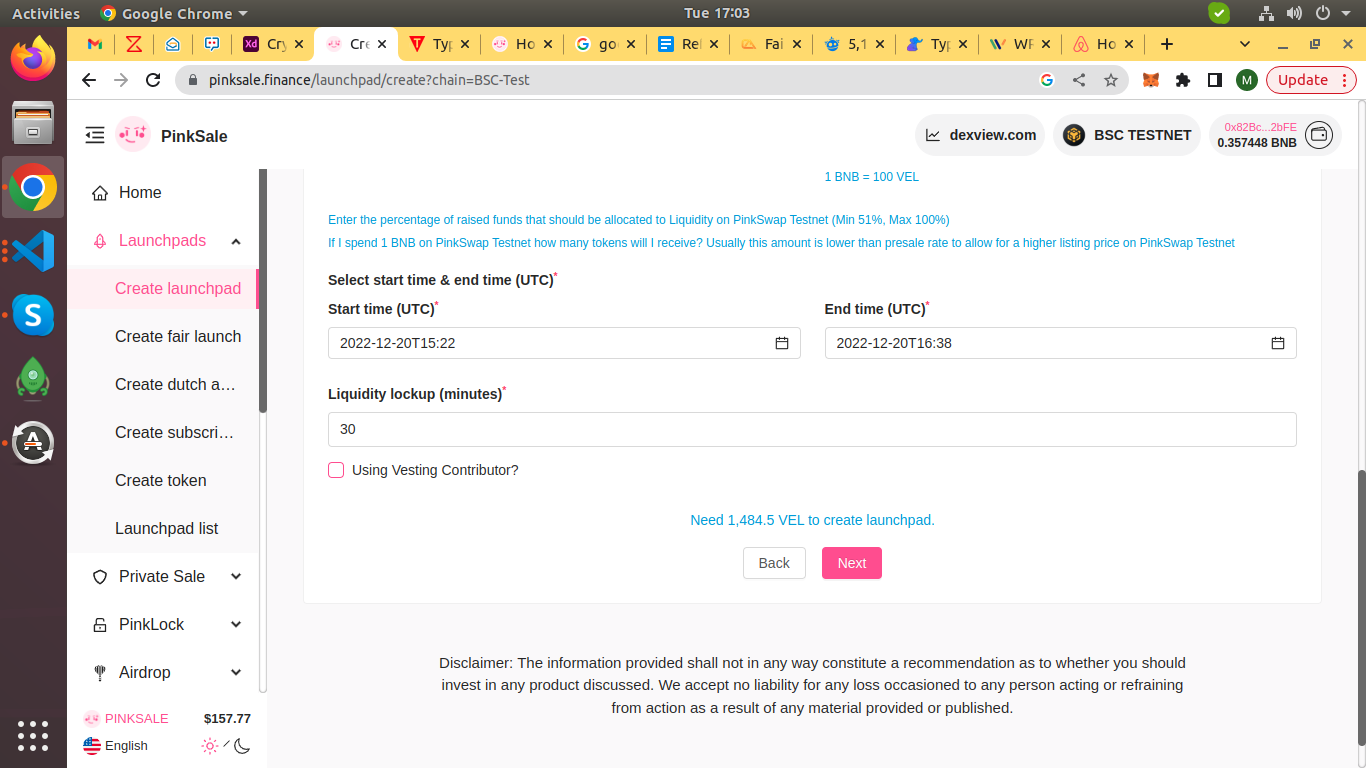 Activities
Google Chrome
Tue 17:03
Xd
Cry
Cre
Typ
Ho
goo
Rel
Fai
5,1
Typ
WF
Ho
pinksale.finance/launchpad/create?chain=BSC-Test
M
Update
PinkSale
dexview.com
BSC TESTNET
0x82Bc...2bFE
0.357448 BNB
Home
Launchpads
Create launchpad
Create fair launch
Create dutch a...
Create subscri...
Create token
Launchpad list
Private Sale
PinkLock
Airdrop
PINKSALE
$157.77
English
1 BNB = 100 VEL
Enter the percentage of raised funds that should be allocated to Liquidity on PinkSwap Testnet (Min 51%, Max 100%)
If I spend 1 BNB on PinkSwap Testnet how many tokens will I receive? Usually this amount is lower than presale rate to allow for a higher listing price on PinkSwap Testnet
Select start time & end time (UTC)*
Start time (UTC)*
End time (UTC)*
2022-12-20T15:22
2022-12-20T16:38
Liquidity lockup (minutes)*
30
Using Vesting Contributor?
Need 1,484.5 VEL to create launchpad.
Back
Next
Disclaimer: The information provided shall not in any way constitute a recommendation as to whether you should
invest in any product discussed. We accept no liability for any loss occasioned to any person acting or refraining
from action as a result of any material provided or published.